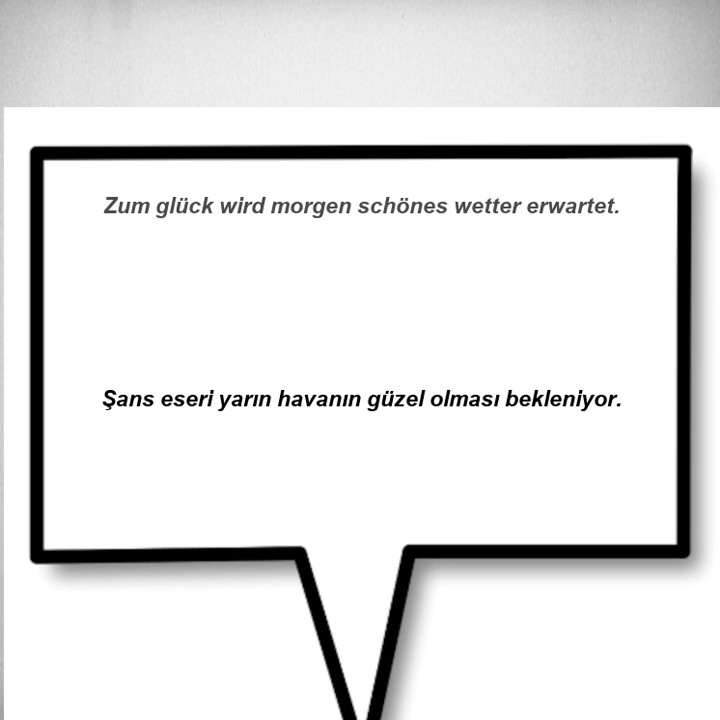 Zum glück wird morgen schönes wetter erwartet.
Şans eseri yarın havanın güzel olması bekleniyor.